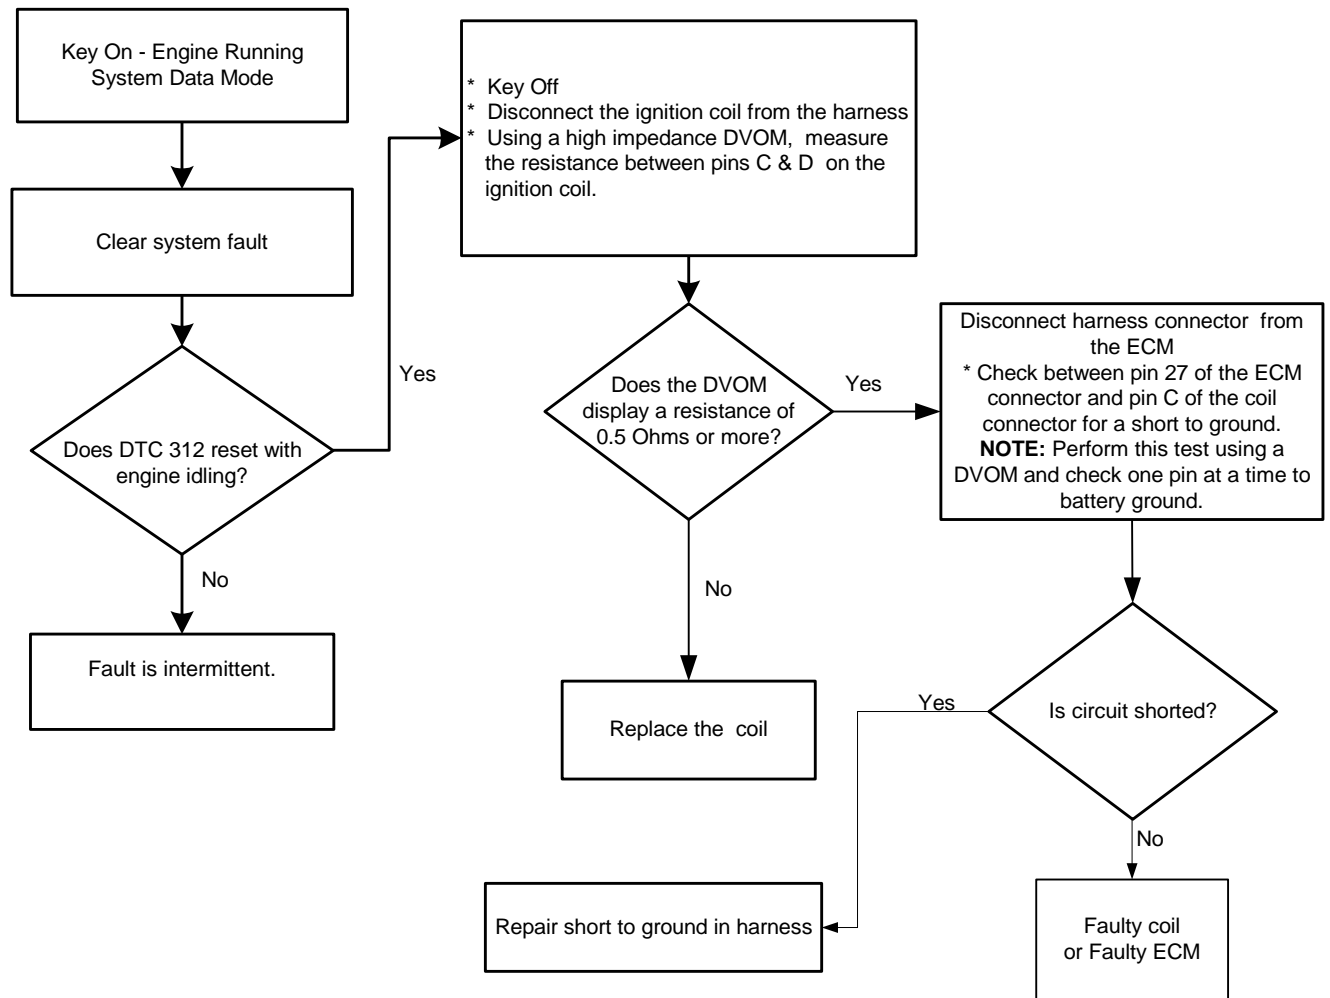 Key On - Engine Running
System Data Mode
Clear system fault
Does DTC 312 reset with
engine idling?
Yes
No
Fault is intermittent.
* Key Off
* Disconnect the ignition coil from the harness
* Using a high impedance DVOM, measure
the resistance between pins C & D on the
ignition coil.
Does the DVOM
display a resistance of
0.5 Ohms or more?
Yes
No
Replace the coil
Disconnect harness connector from
the ECM
* Check between pin 27 of the ECM
connector and pin C of the coil
connector for a short to ground.
NOTE: Perform this test using a
DVOM and check one pin at a time to
battery ground.
Is circuit shorted?
Yes
No
Repair short to ground in harness
Faulty coil
or Faulty ECM